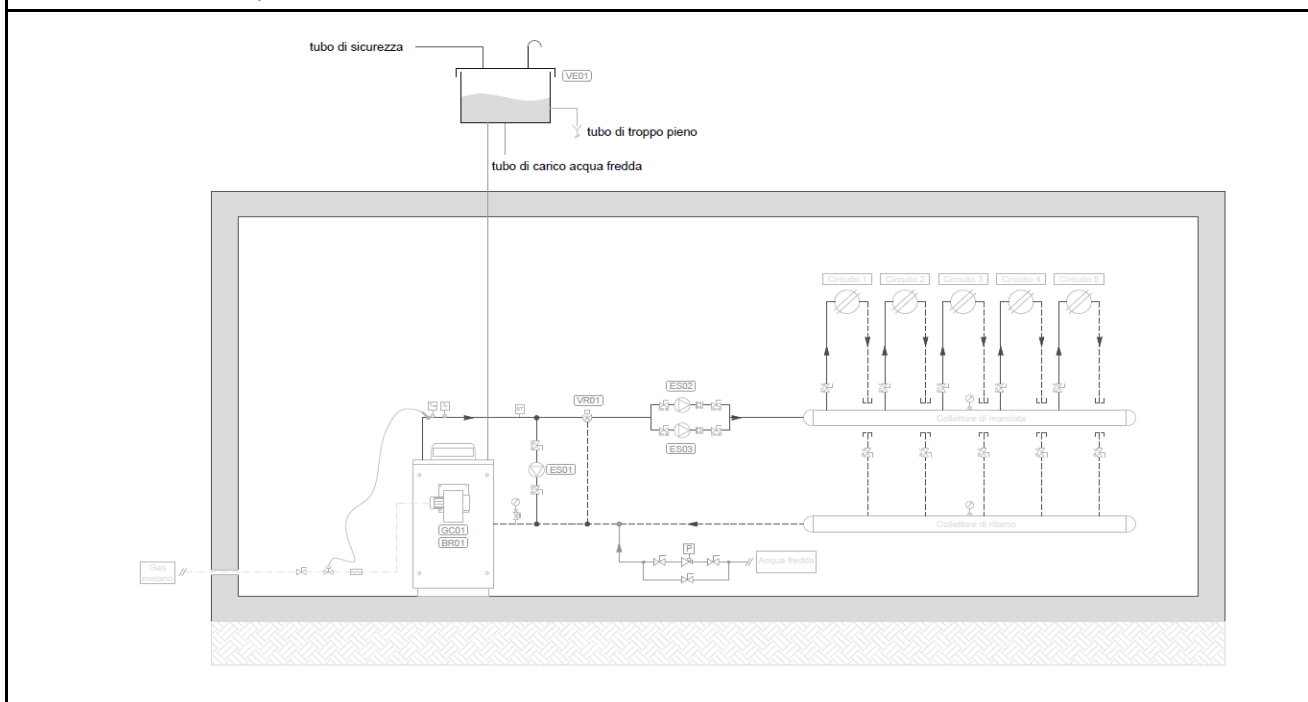 tubo di sicurezza
VE01
tubo di troppo pieno
tubo di carico acqua fredda
Circuito 1
Circuito 2
Circuito 3
Circuito 4
Circuito 5
ES02
VR01
Collettore di mandata
ES03
ES01
GC01
BR01
Collettore di ritorno
P
Gas
metano
Acqua fredda